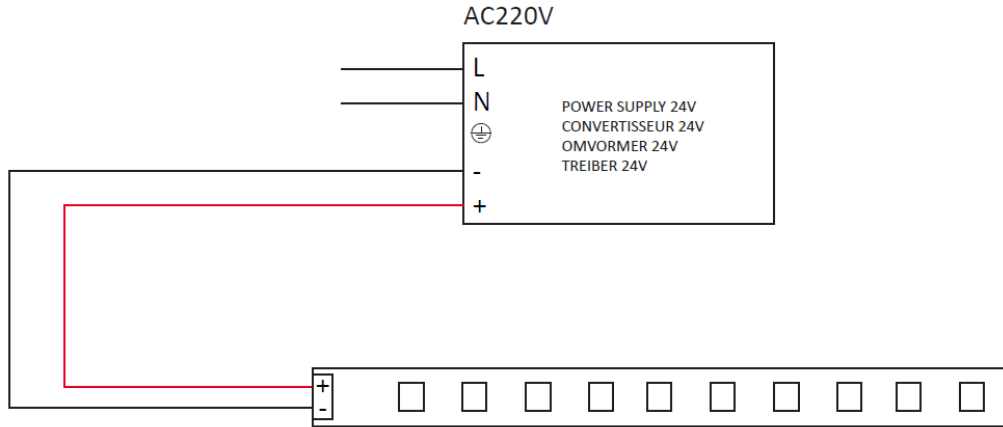 AC220V
L
N
POWER SUPPLY 24V
CONVERTISSEUR 24V
OMVORMER 24V
TREIBER 24V
-
+
+
-